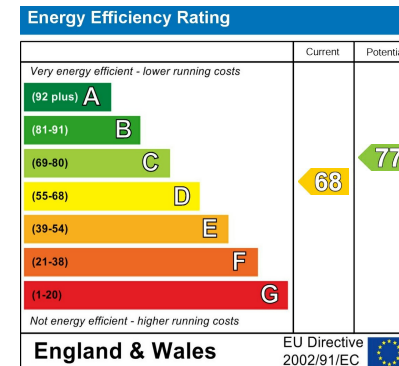 Energy Efficiency Rating
Current Potentia
Very energy efficient - lower running costs
(92 plus) A
(81-91) B
(69-80) C
77
(55-68) D
68
(39-54) E
(21-38) F
(1-20) G
Not energy efficient - higher running costs
England & Wales
EU Directive
2002/91/EC